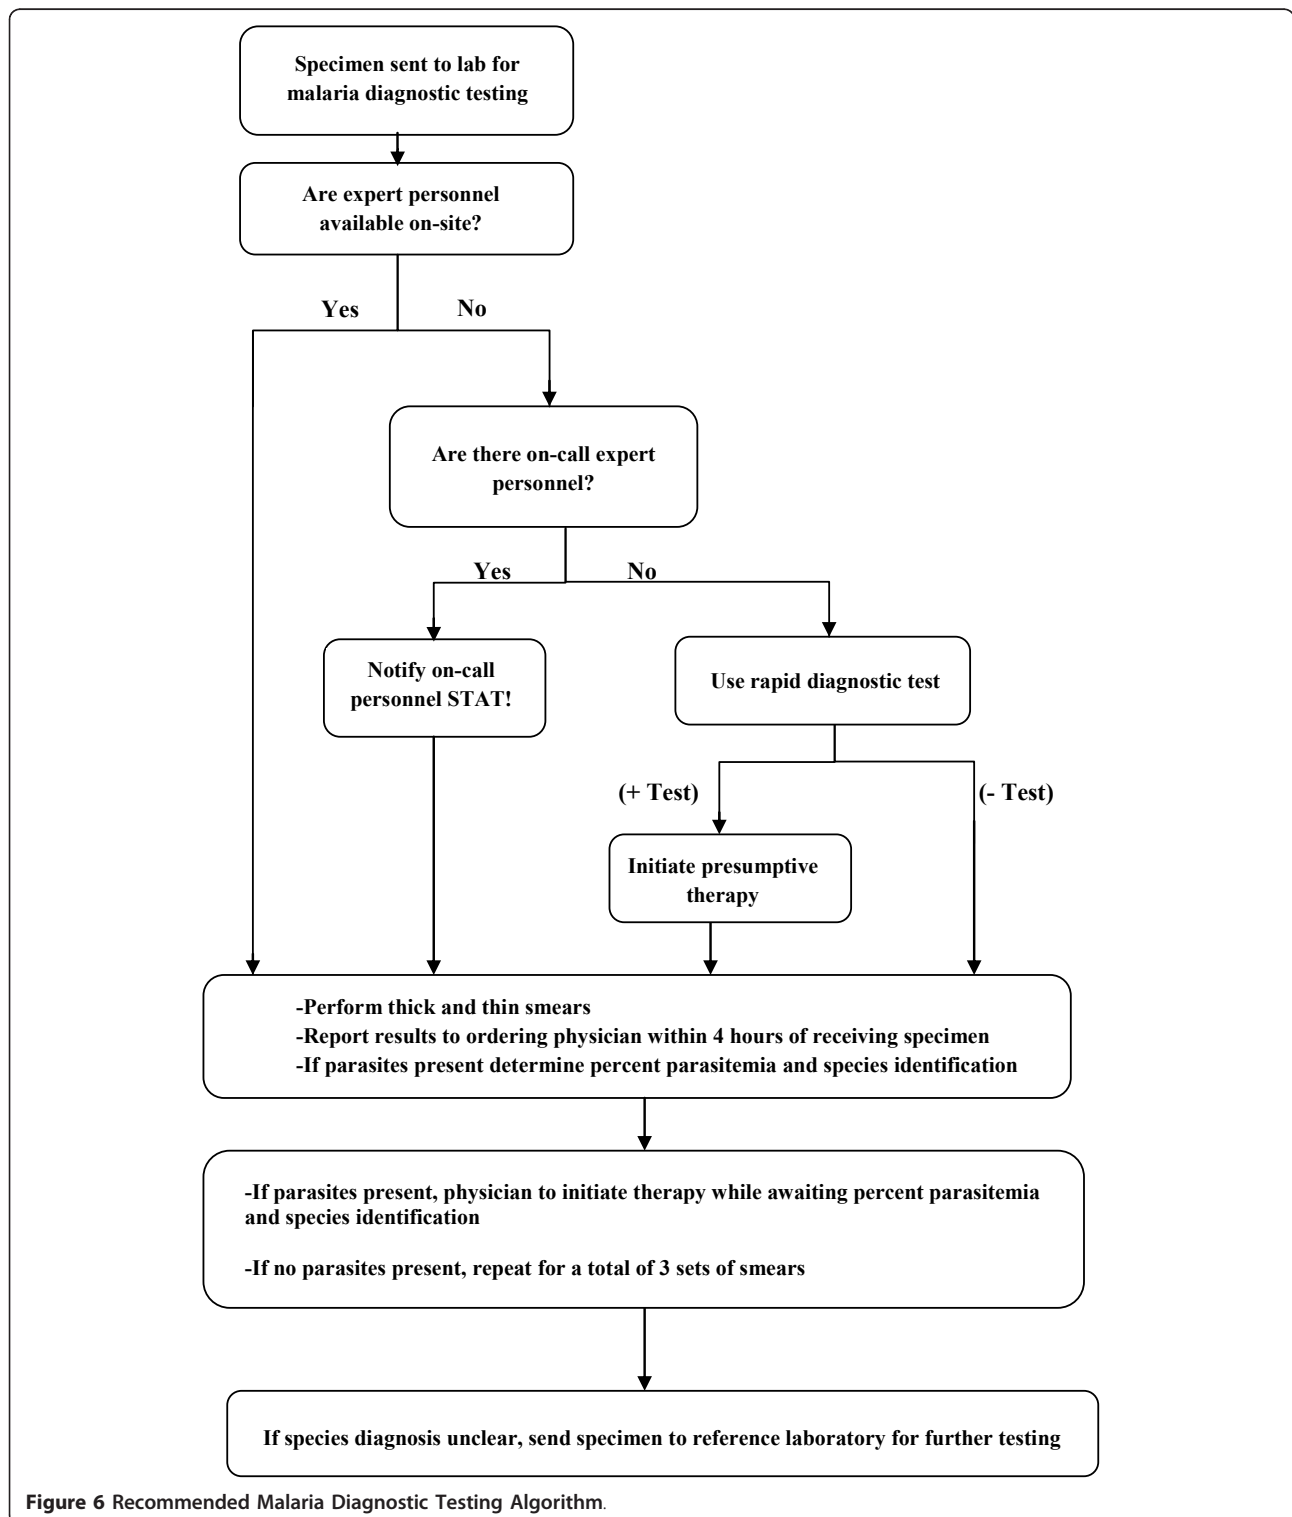 Specimen sent to lab for
malaria diagnostic testing
Are expert personnel
available on-site?
Yes
No
Are there on-call expert
personnel?
Yes
No
Notify on-call
personnel STAT!
Use rapid diagnostic test
(+ Test)
(- Test)
Initiate presumptive
therapy
-Perform thick and thin smears
-Report results to ordering physician within 4 hours of receiving specimen
-If parasites present determine percent parasitemia and species identification
-If parasites present, physician to initiate therapy while awaiting percent parasitemia
and species identification
-If no parasites present, repeat for a total of 3 sets of smears
If species diagnosis unclear, send specimen to reference laboratory for further testing
Figure 6 Recommended Malaria Diagnostic Testing Algorithm.